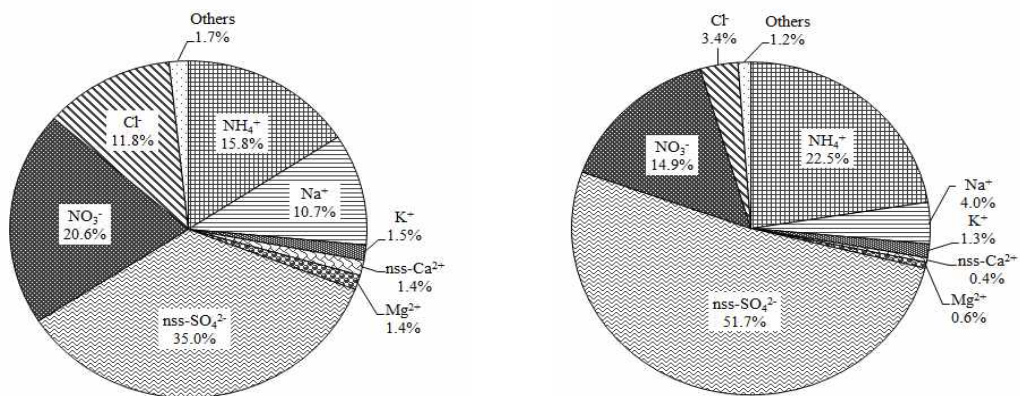 Others
1.7%
Cl⁻
11.8%
NH₄⁺
15.8%
Na⁺
10.7%
K⁺
1.5%
nss-Ca²⁺
1.4%
Mg²⁺
1.4%
nss-SO₄²⁻
35.0%
NO₃⁻
20.6%
Cl⁻
3.4%
Others
1.2%
NH₄⁺
22.5%
Na⁺
4.0%
K⁺
1.3%
nss-Ca²⁺
0.4%
Mg²⁺
0.6%
nss-SO₄²⁻
51.7%
NO₃⁻
14.9%